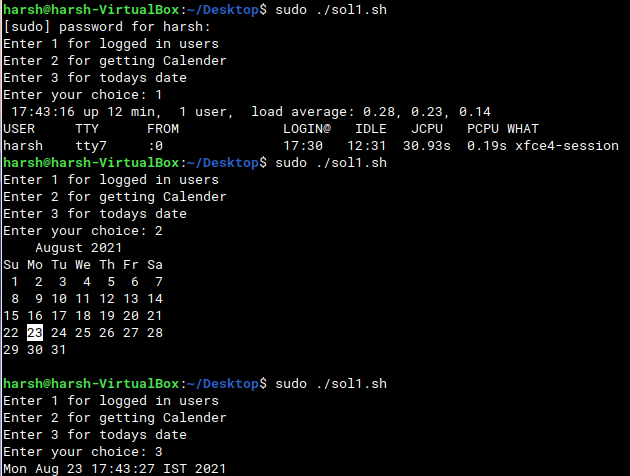 harsh@harsh-VirtualBox:~/Desktop$ sudo ./sol1.sh
[sudo] password for harsh:
Enter 1 for logged in users
Enter 2 for getting Calender
Enter 3 for todays date
Enter your choice: 1
 17:43:16 up 12 min,  1 user,  load average: 0.28, 0.23, 0.14
USER     TTY      FROM             LOGIN@   IDLE   JCPU   PCPU WHAT
harsh    tty7     :0               17:30   12:31  30.93s  0.19s xfce4-session
harsh@harsh-VirtualBox:~/Desktop$ sudo ./sol1.sh
Enter 1 for logged in users
Enter 2 for getting Calender
Enter 3 for todays date
Enter your choice: 2
    August 2021
Su Mo Tu We Th Fr Sa
 1  2  3  4  5  6  7
 8  9 10 11 12 13 14
15 16 17 18 19 20 21
22 23 24 25 26 27 28
29 30 31
harsh@harsh-VirtualBox:~/Desktop$ sudo ./sol1.sh
Enter 1 for logged in users
Enter 2 for getting Calender
Enter 3 for todays date
Enter your choice: 3
Mon Aug 23 17:43:27 IST 2021